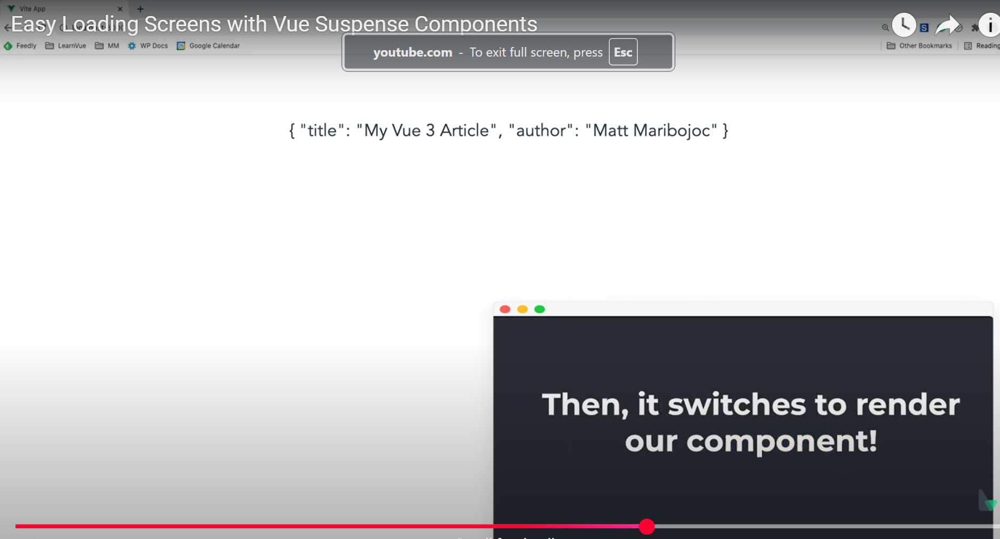 Vite App
Easy Loading Screens with Vue Suspense Components
Feedly LearnVue MM WP Docs Google Calendar
Other Bookmarks Reading
youtube.com - To exit full screen, press Esc
{ "title": "My Vue 3 Article", "author": "Matt Maribojoc" }
Then, it switches to render
our component!